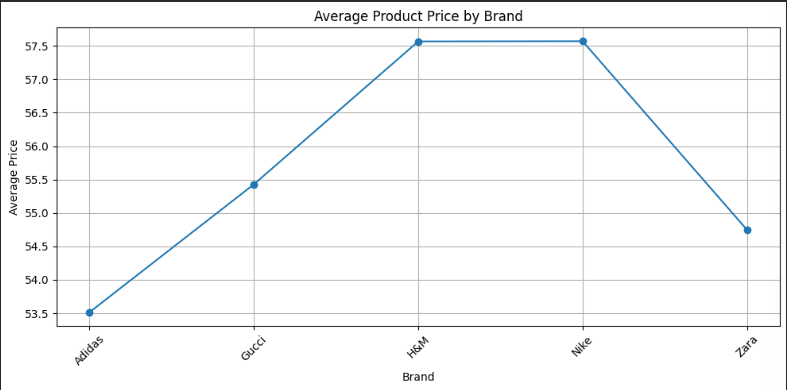 Average Product Price by Brand
57.5
57.0
56.5
56.0
55.5
55.0
54.5
54.0
53.5
Average Price
Adidas
Gucci
H&M
Nike
Zara
Brand